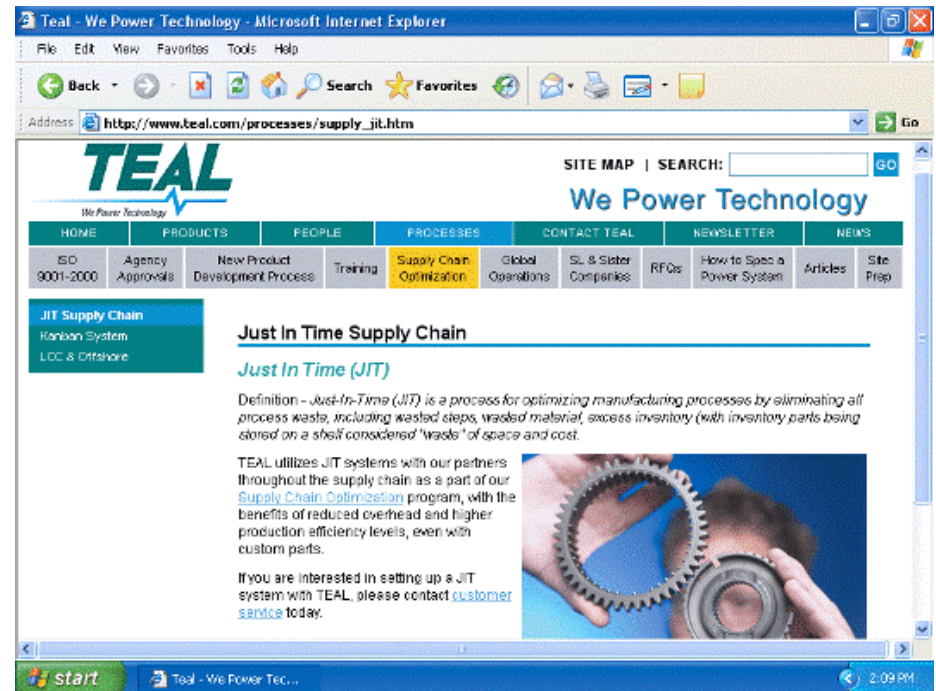 Teal - We Power Technology - Microsoft Internet Explorer
File Edit View Favorites Tools Help
Back Search Favorites
Address http://www.teal.com/processes/supply_jit.htm Go
TEAL
We Power Technology
SITE MAP | SEARCH: GO
We Power Technology
HOME PRODUCTS PEOPLE PROCESSES CONTACT TEAL NEWSLETTER NEWS
ISO 9001-2000 Agency Approvals New Product Development Process Training Supply Chain Optimization Global Operations SL & Sister Companies RFQs How to Spec a Power System Articles Site Prep
JIT Supply Chain
Kanban System
LCC & Offshore
Just In Time Supply Chain
Just In Time (JIT)
Definition - Just-In-Time (JIT) is a process for optimizing manufacturing processes by eliminating all
process waste, including wasted steps, wasted material, excess inventory (with inventory parts being
stored on a shelf considered "waste" of space and cost.
TEAL utilizes JIT systems with our partners
throughout the supply chain as a part of our
Supply Chain Optimization program, with the
benefits of reduced overhead and higher
production efficiency levels, even with
custom parts.
If you are interested in setting up a JIT
system with TEAL, please contact customer
service today.
start Teal - We Power Tec... 2:09 PM